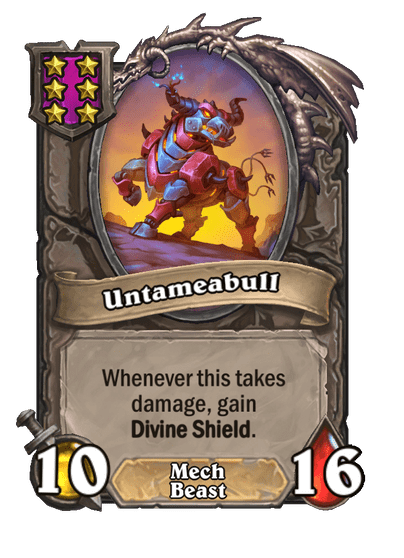 Untameabull
Whenever this takes
damage, gain
Divine Shield.
10
Mech
Beast
16